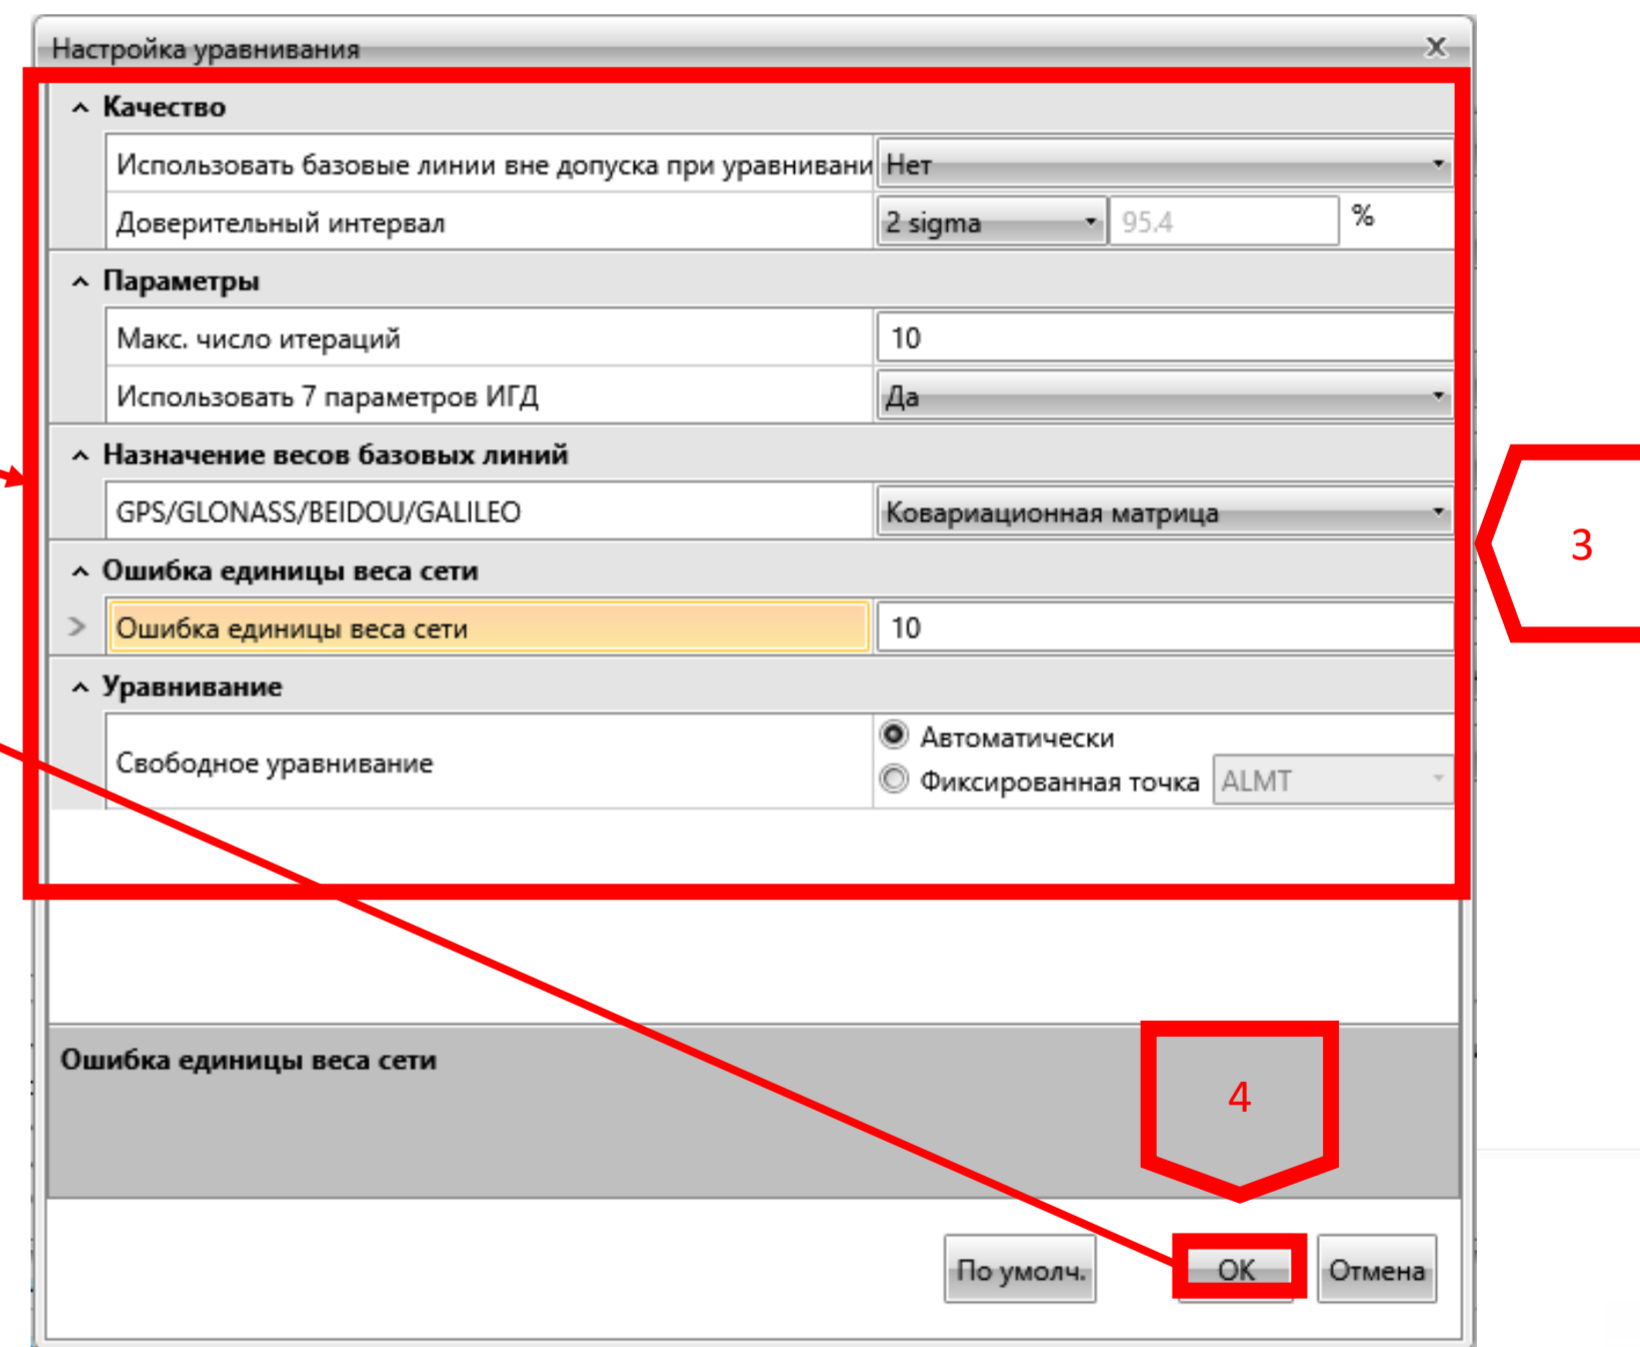 Настройка уравнивания
Качество
Использовать базовые линии вне допуска при уравнивани Нет
Доверительный интервал 2 sigma 95.4 %
Параметры
Макс. число итераций 10
Использовать 7 параметров ИГД Да
Назначение весов базовых линий
GPS/GLONASS/BEIDOU/GALILEO Ковариационная матрица
3
Ошибка единицы веса сети
Ошибка единицы веса сети 10
Уравнивание
Свободное уравнивание
Автоматически
Фиксированная точка ALMT
Ошибка единицы веса сети
4
По умолч. OK Отмена